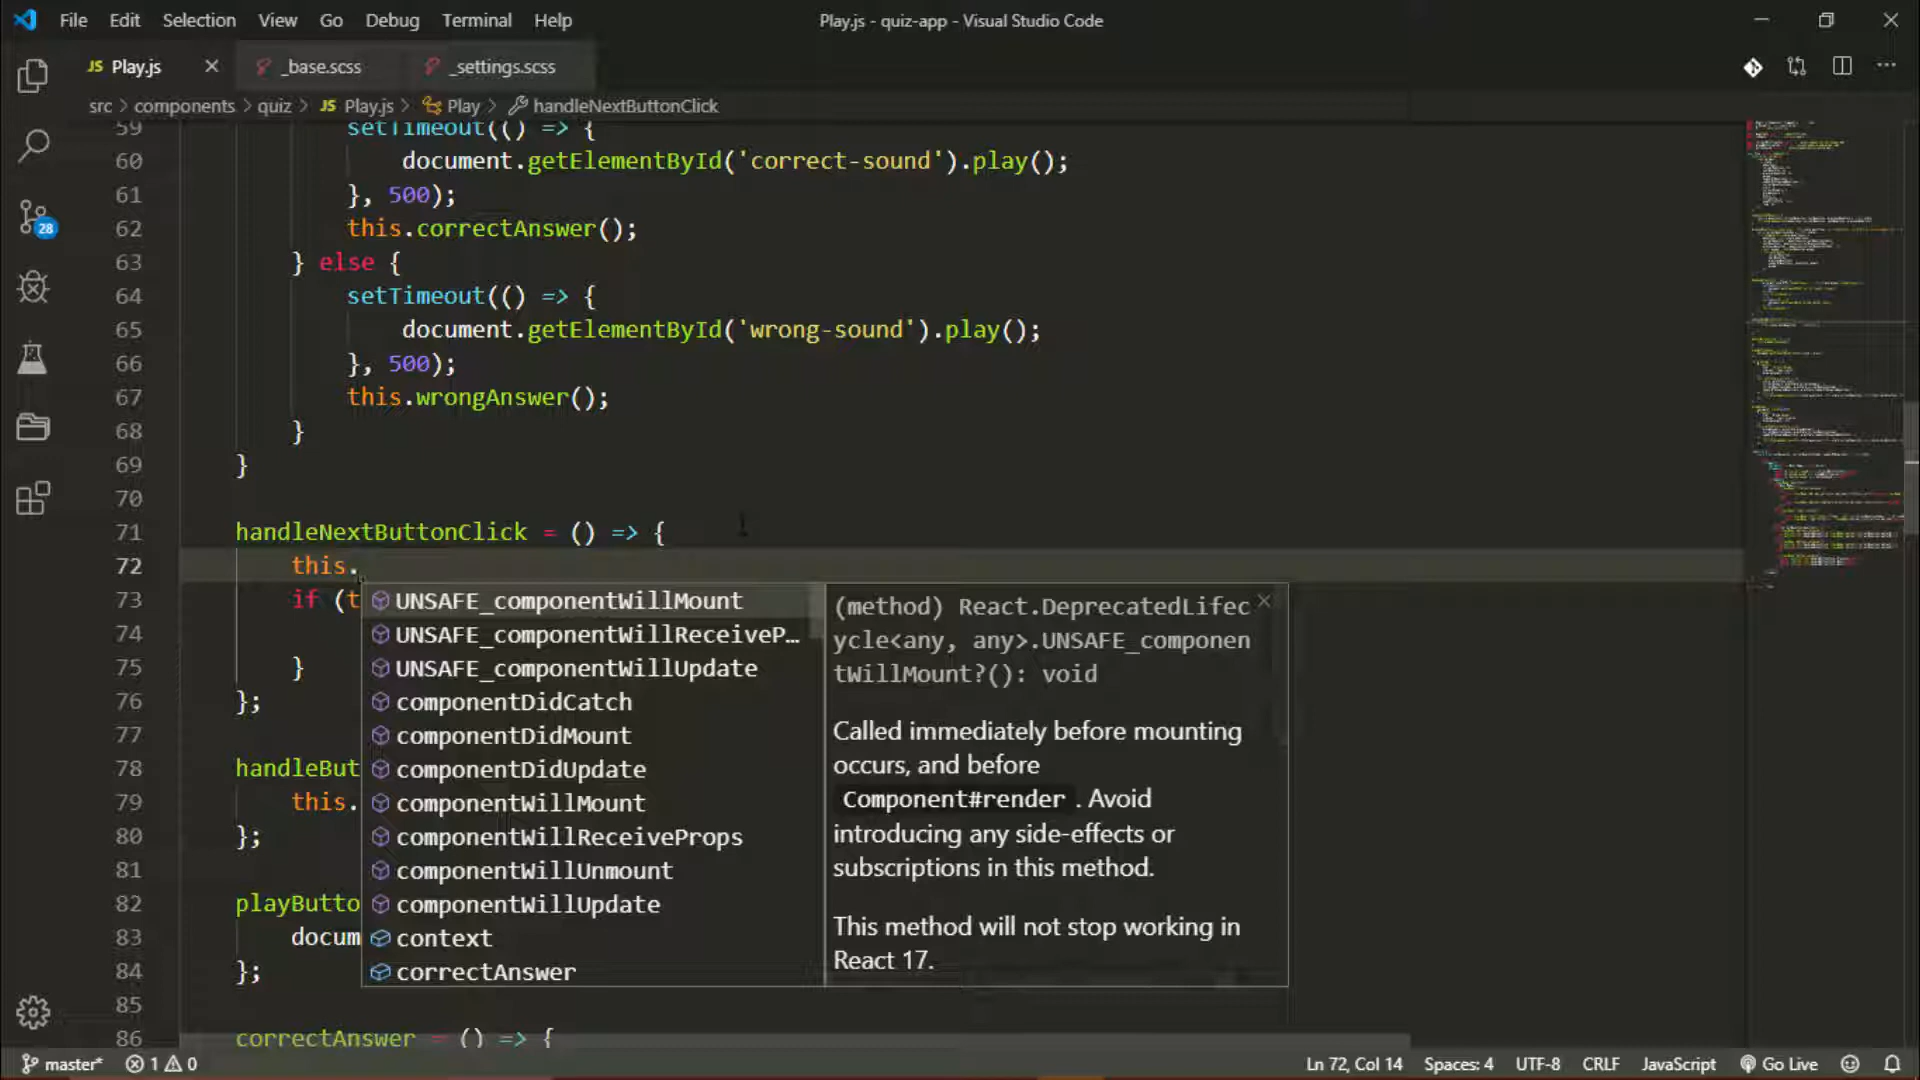 File Edit Selection View Go Debug Terminal Help
Play.js - quiz-app - Visual Studio Code
JS Play.js _base.scss _settings.scss
src > components > quiz > JS Play.js > Play > handleNextButtonClick
59 setTimeout(() => {
60 document.getElementById('correct-sound').play();
61 }, 500);
62 this.correctAnswer();
63 } else {
64 setTimeout(() => {
65 document.getElementById('wrong-sound').play();
66 }, 500);
67 this.wrongAnswer();
68 }
69 }
70
71 handleNextButtonClick = () => {
72 this.
73 if (t
74
75 }
76 };
77
78 handleBut
79 this.
80 };
81
82 playButto
83 docum
84 };
85
86 correctAnswer = () => {
UNSAFE_componentWillMount
UNSAFE_componentWillReceiveP…
UNSAFE_componentWillUpdate
componentDidCatch
componentDidMount
componentDidUpdate
componentWillMount
componentWillReceiveProps
componentWillUnmount
componentWillUpdate
context
correctAnswer
(method) React.DeprecatedLifec
ycle<any, any>.UNSAFE_componen
tWillMount?(): void
Called immediately before mounting
occurs, and before
Component#render . Avoid
introducing any side-effects or
subscriptions in this method.
This method will not stop working in
React 17.
28
master* 1 0
Ln 72, Col 14 Spaces: 4 UTF-8 CRLF JavaScript Go Live